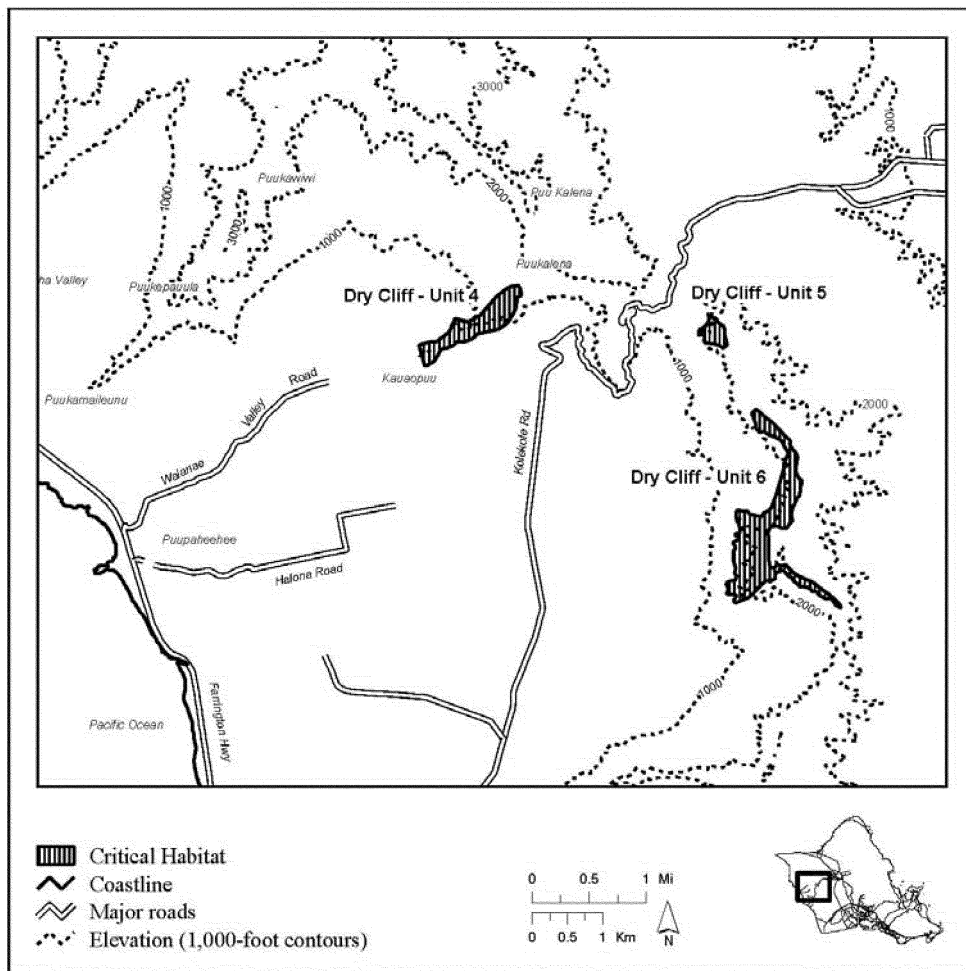 3000
Puukawiwi
1000
2000
Puu Kalena
1000
3000
1000
Puukalena
ha Valley
Puukepauula
Dry Cliff - Unit 4
Dry Cliff - Unit 5
Kauaopuu
1000
Waianae Valley Road
Puukamaileunu
2000
Kolekole Rd
Dry Cliff - Unit 6
Puupaheehee
Halona Road
2000
1000
Pacific Ocean
Farrington Hwy
Critical Habitat
Coastline
Major roads
Elevation (1,000-foot contours)
0 0.5 1 Mi
0 0.5 1 Km
N